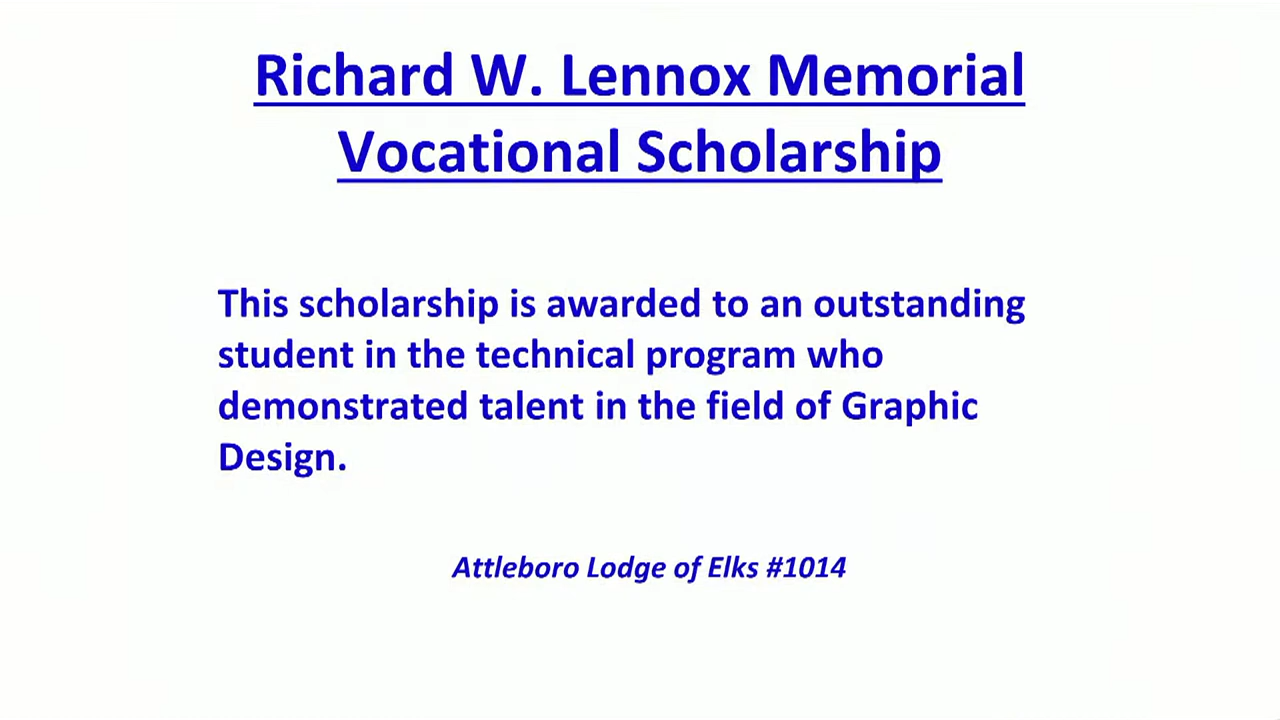 Richard W. Lennox Memorial
Vocational Scholarship
This scholarship is awarded to an outstanding
student in the technical program who
demonstrated talent in the field of Graphic
Design.
Attleboro Lodge of Elks #1014